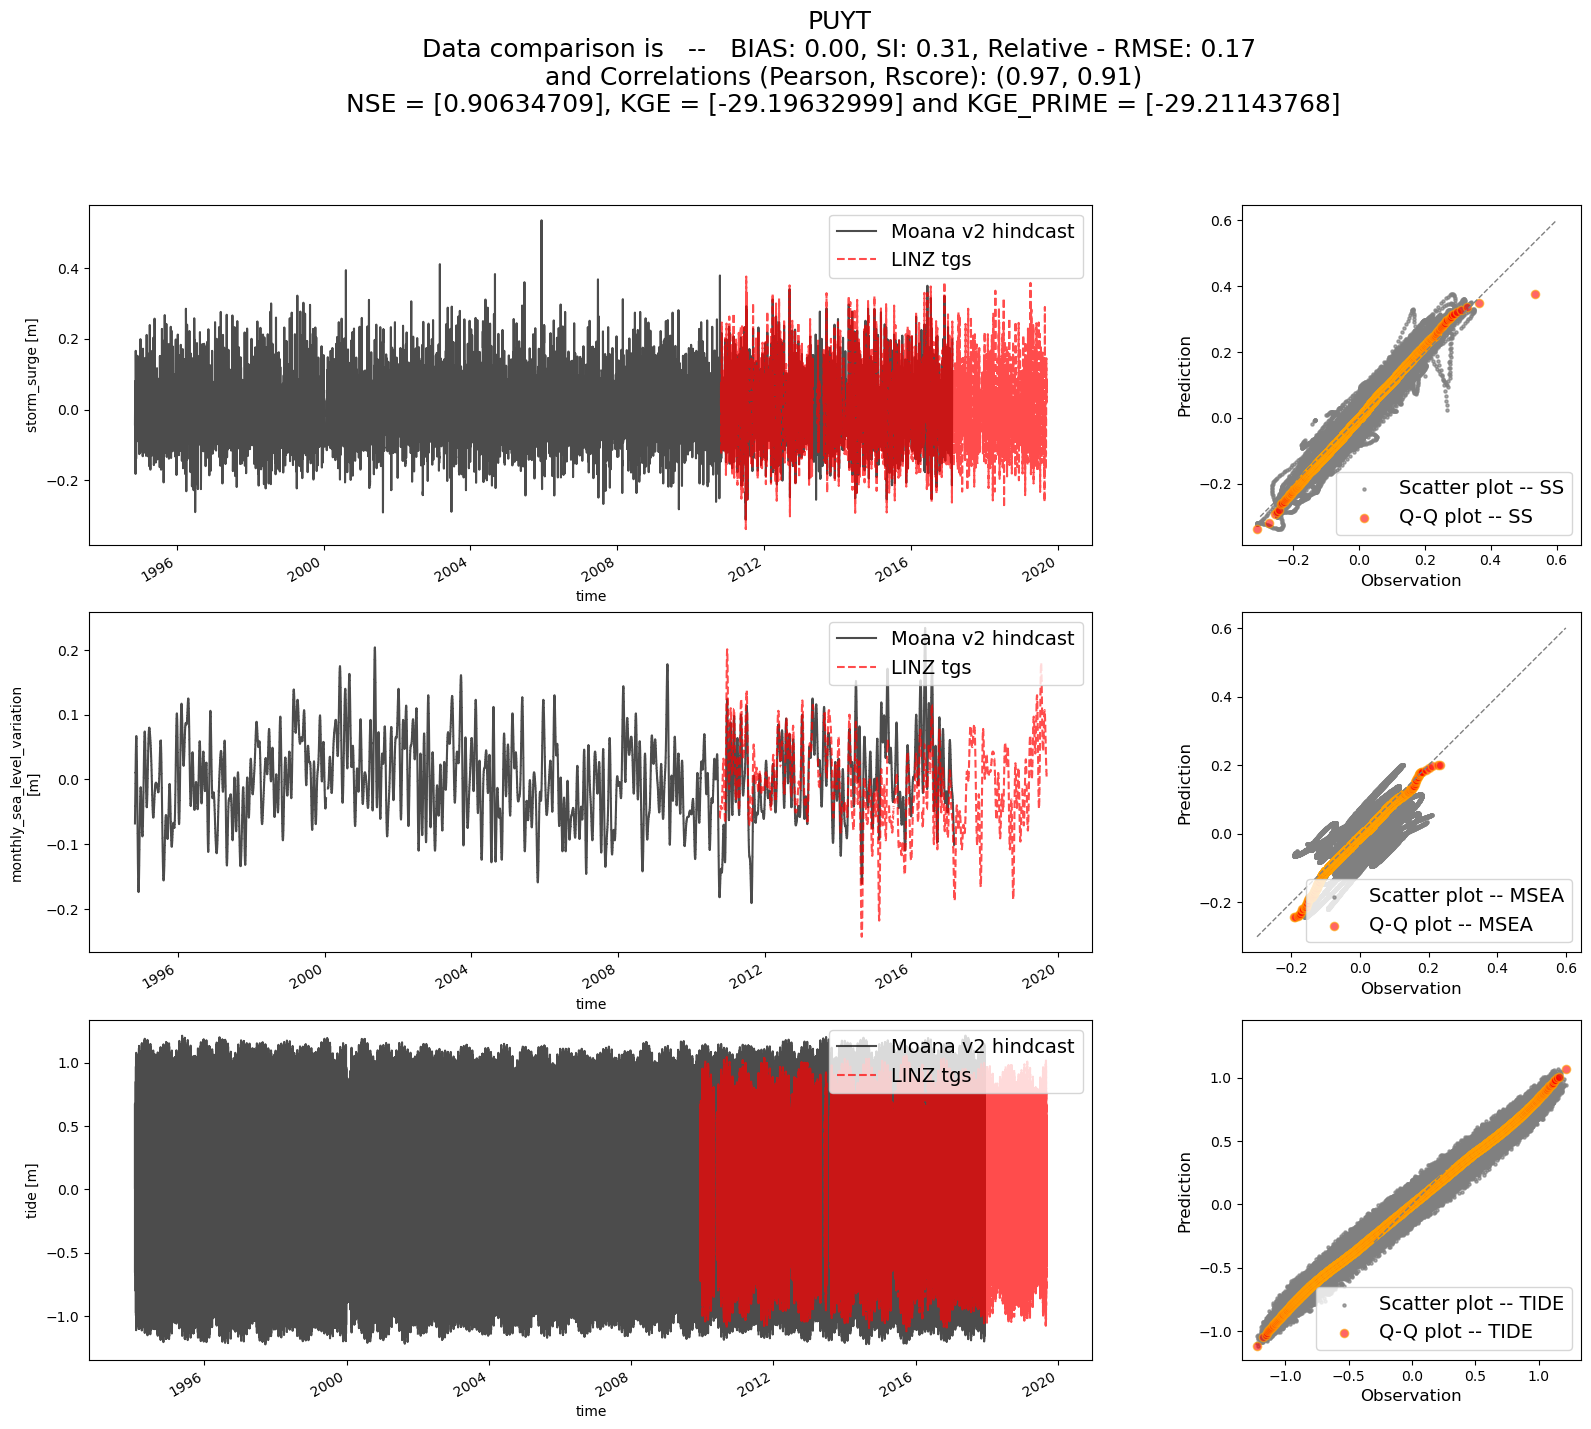 PUYT
Data comparison is -- BIAS: 0.00, SI: 0.31, Relative - RMSE: 0.17
and Correlations (Pearson, Rscore): (0.97, 0.91)
NSE = [0.90634709], KGE = [-29.19632999] and KGE_PRIME = [-29.21143768]
storm_surge [m]
0.4
0.2
0.0
−0.2
Moana v2 hindcast
LINZ tgs
1996
2000
2004
2008
2012
2016
2020
time
Prediction
0.6
0.4
0.2
0.0
−0.2
Scatter plot -- SS
Q-Q plot -- SS
−0.2
0.0
0.2
0.4
0.6
Observation
monthly_sea_level_variation
[m]
0.2
0.1
0.0
−0.1
−0.2
Moana v2 hindcast
LINZ tgs
1996
2000
2004
2008
2012
2016
2020
time
Prediction
0.6
0.4
0.2
0.0
−0.2
Scatter plot -- MSEA
Q-Q plot -- MSEA
−0.2
0.0
0.2
0.4
0.6
Observation
tide [m]
1.0
0.5
0.0
−0.5
−1.0
Moana v2 hindcast
LINZ tgs
1996
2000
2004
2008
2012
2016
2020
time
Prediction
1.0
0.5
0.0
−0.5
−1.0
Scatter plot -- TIDE
Q-Q plot -- TIDE
−1.0
−0.5
0.0
0.5
1.0
Observation